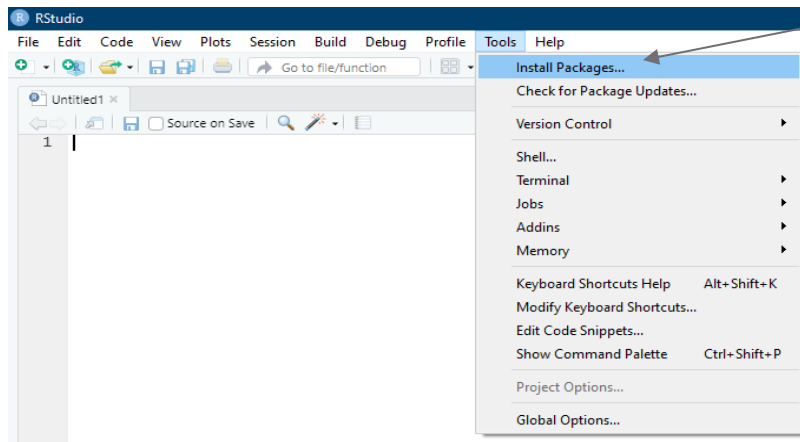 R RStudio
File Edit Code View Plots Session Build Debug Profile Tools Help
Go to file/function
Untitled1
Source on Save
1
Install Packages...
Check for Package Updates...
Version Control
Shell...
Terminal
Jobs
Addins
Memory
Keyboard Shortcuts Help Alt+Shift+K
Modify Keyboard Shortcuts...
Edit Code Snippets...
Show Command Palette Ctrl+Shift+P
Project Options...
Global Options...